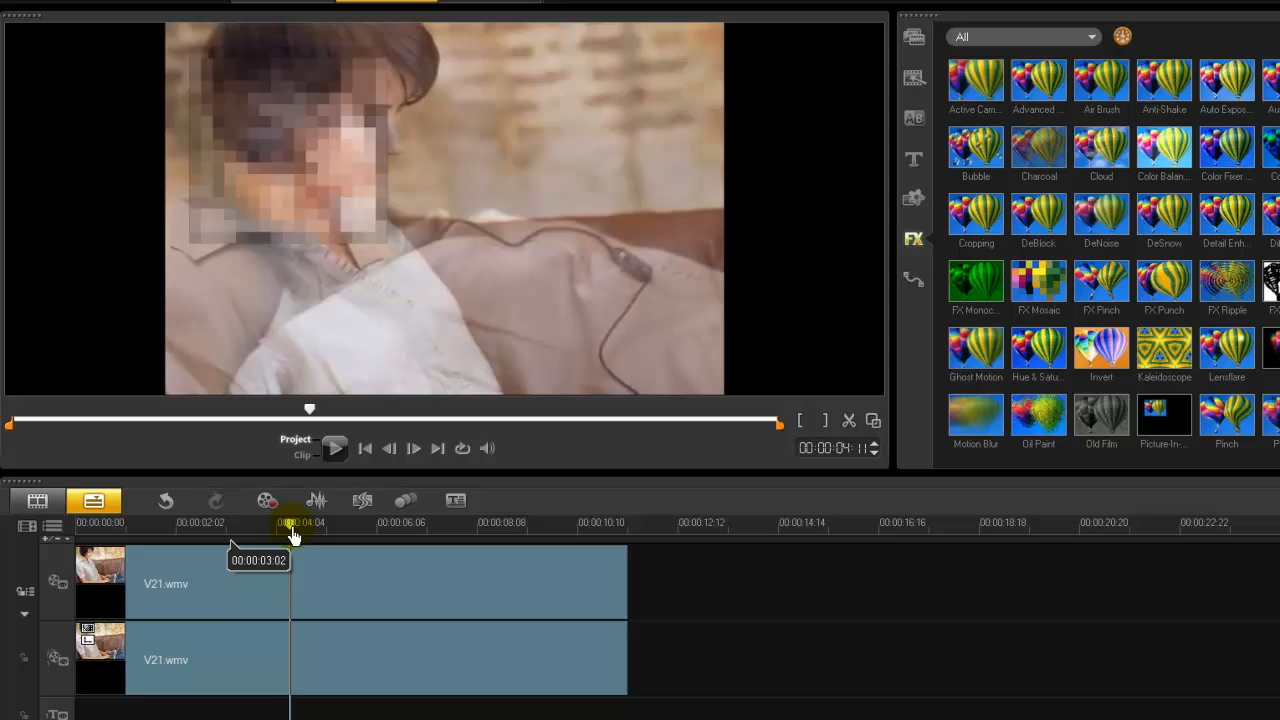 All
Active Cam...
Advanced ...
Air Brush
Anti-Shake
Auto Expos...
Bubble
Charcoal
Cloud
Color Balan...
Color Fixer ...
Cropping
DeBlock
DeNoise
DeSnow
Detail Enh...
FX Monoc...
FX Mosaic
FX Pinch
FX Punch
FX Ripple
Ghost Motion
Hue & Satu...
Invert
Kaleidoscope
Lensflare
Motion Blur
Oil Paint
Old Film
Picture-In-...
Pinch
AB
T
FX
Project
Clip
[ ]
00:00:04:11
00:00:00:00
00:00:02:02
00:00:04:04
00:00:06:06
00:00:08:08
00:00:10:10
00:00:12:12
00:00:14:14
00:00:16:16
00:00:18:18
00:00:20:20
00:00:22:22
00:00:03:02
V21.wmv
V21.wmv